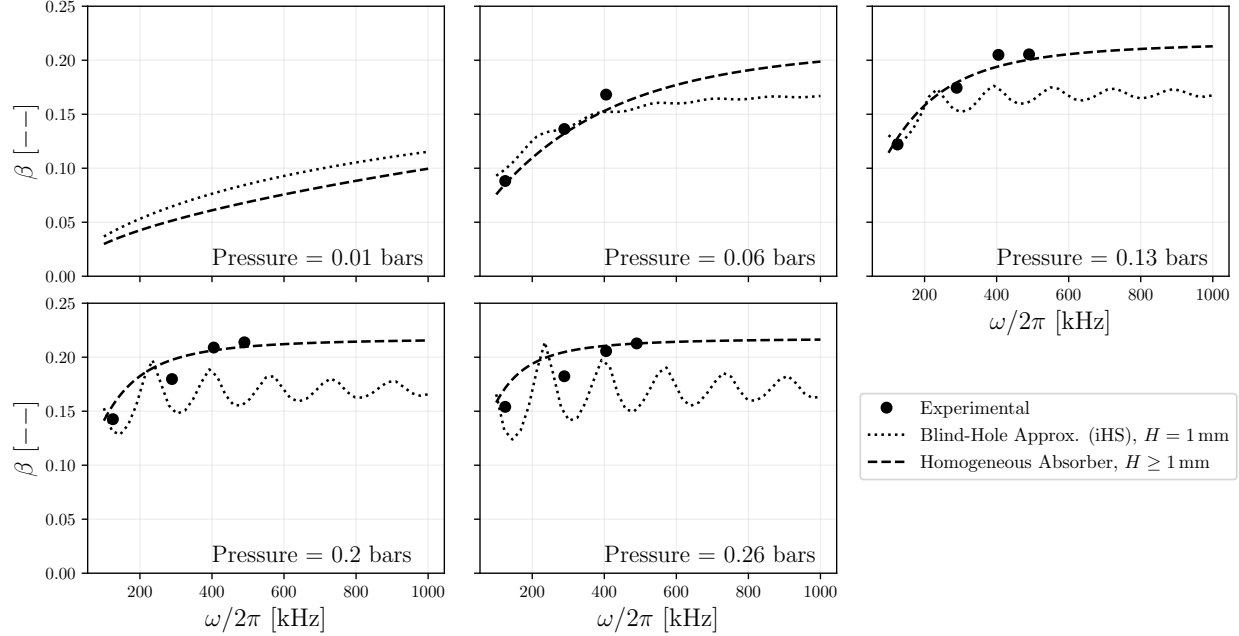 0.25
0.20
0.15
0.10
0.05
0.00
β [−−]
Pressure = 0.01 bars
Pressure = 0.06 bars
Pressure = 0.13 bars
200 400 600 800 1000
ω/2π [kHz]
0.25
0.20
0.15
0.10
0.05
0.00
β [−−]
Pressure = 0.2 bars
200 400 600 800 1000
ω/2π [kHz]
Pressure = 0.26 bars
200 400 600 800 1000
ω/2π [kHz]
Experimental
Blind-Hole Approx. (iHS), H = 1 mm
Homogeneous Absorber, H ≥ 1 mm